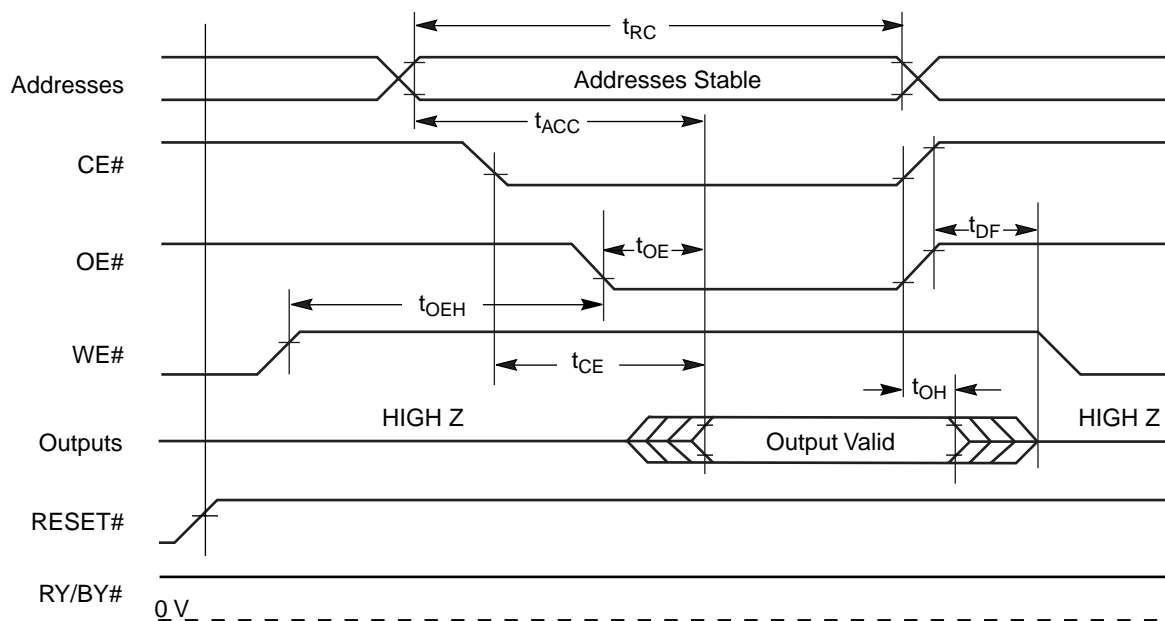 tRC
Addresses
Addresses Stable
tACC
CE#
tDF
OE#
tOE
tOEH
WE#
tCE
tOH
HIGH Z
HIGH Z
Outputs
Output Valid
RESET#
RY/BY#
0 V